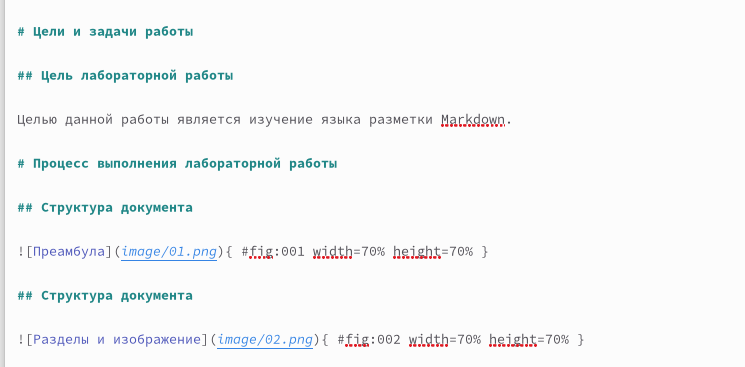 # Цели и задачи работы
## Цель лабораторной работы
Целью данной работы является изучение языка разметки Markdown.
# Процесс выполнения лабораторной работы
## Структура документа
![Преамбула](image/01.png){ #fig:001 width=70% height=70% }
## Структура документа
![Разделы и изображение](image/02.png){ #fig:002 width=70% height=70% }